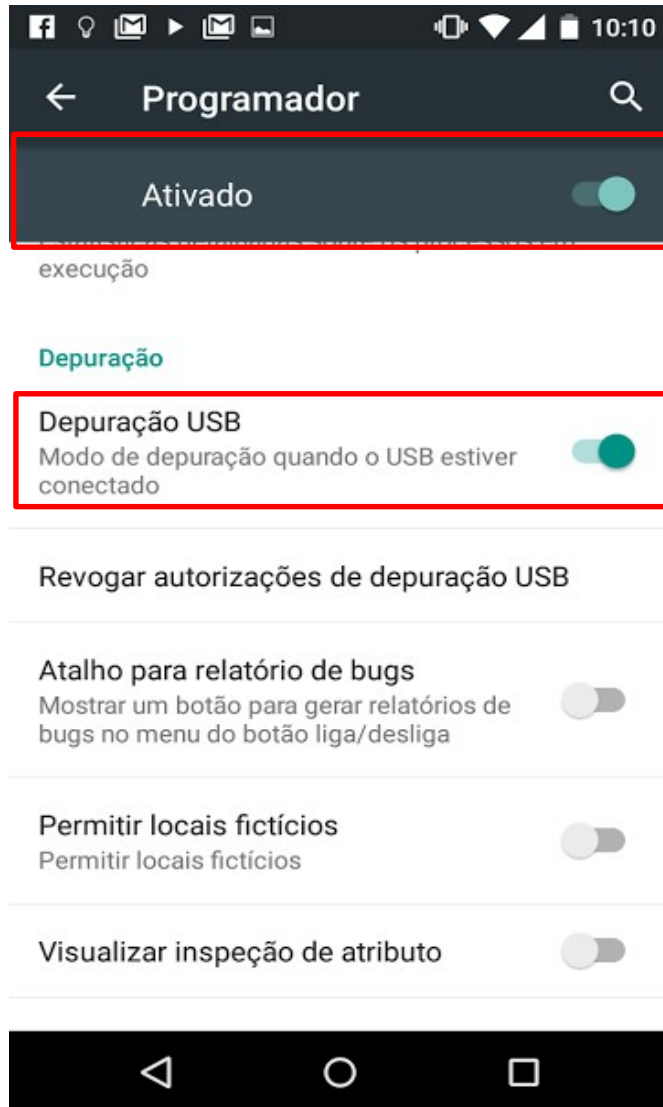 10:10
Programador
Ativado
execução
Depuração
Depuração USB
Modo de depuração quando o USB estiver
conectado
Revogar autorizações de depuração USB
Atalho para relatório de bugs
Mostrar um botão para gerar relatórios de
bugs no menu do botão liga/desliga
Permitir locais fictícios
Permitir locais fictícios
Visualizar inspeção de atributo